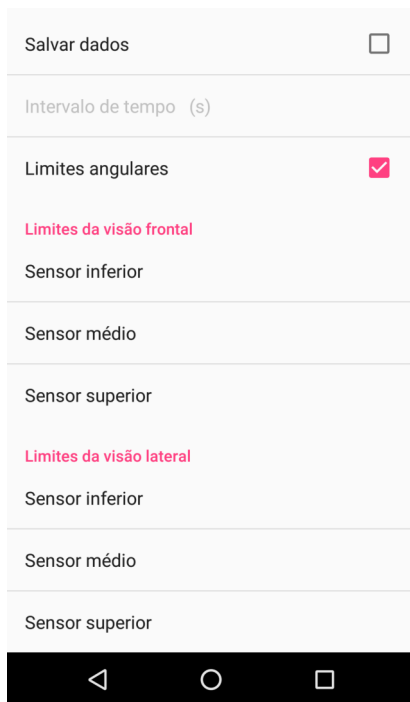 Salvar dados
Intervalo de tempo (s)
Limites angulares
Limites da visão frontal
Sensor inferior
Sensor médio
Sensor superior
Limites da visão lateral
Sensor inferior
Sensor médio
Sensor superior